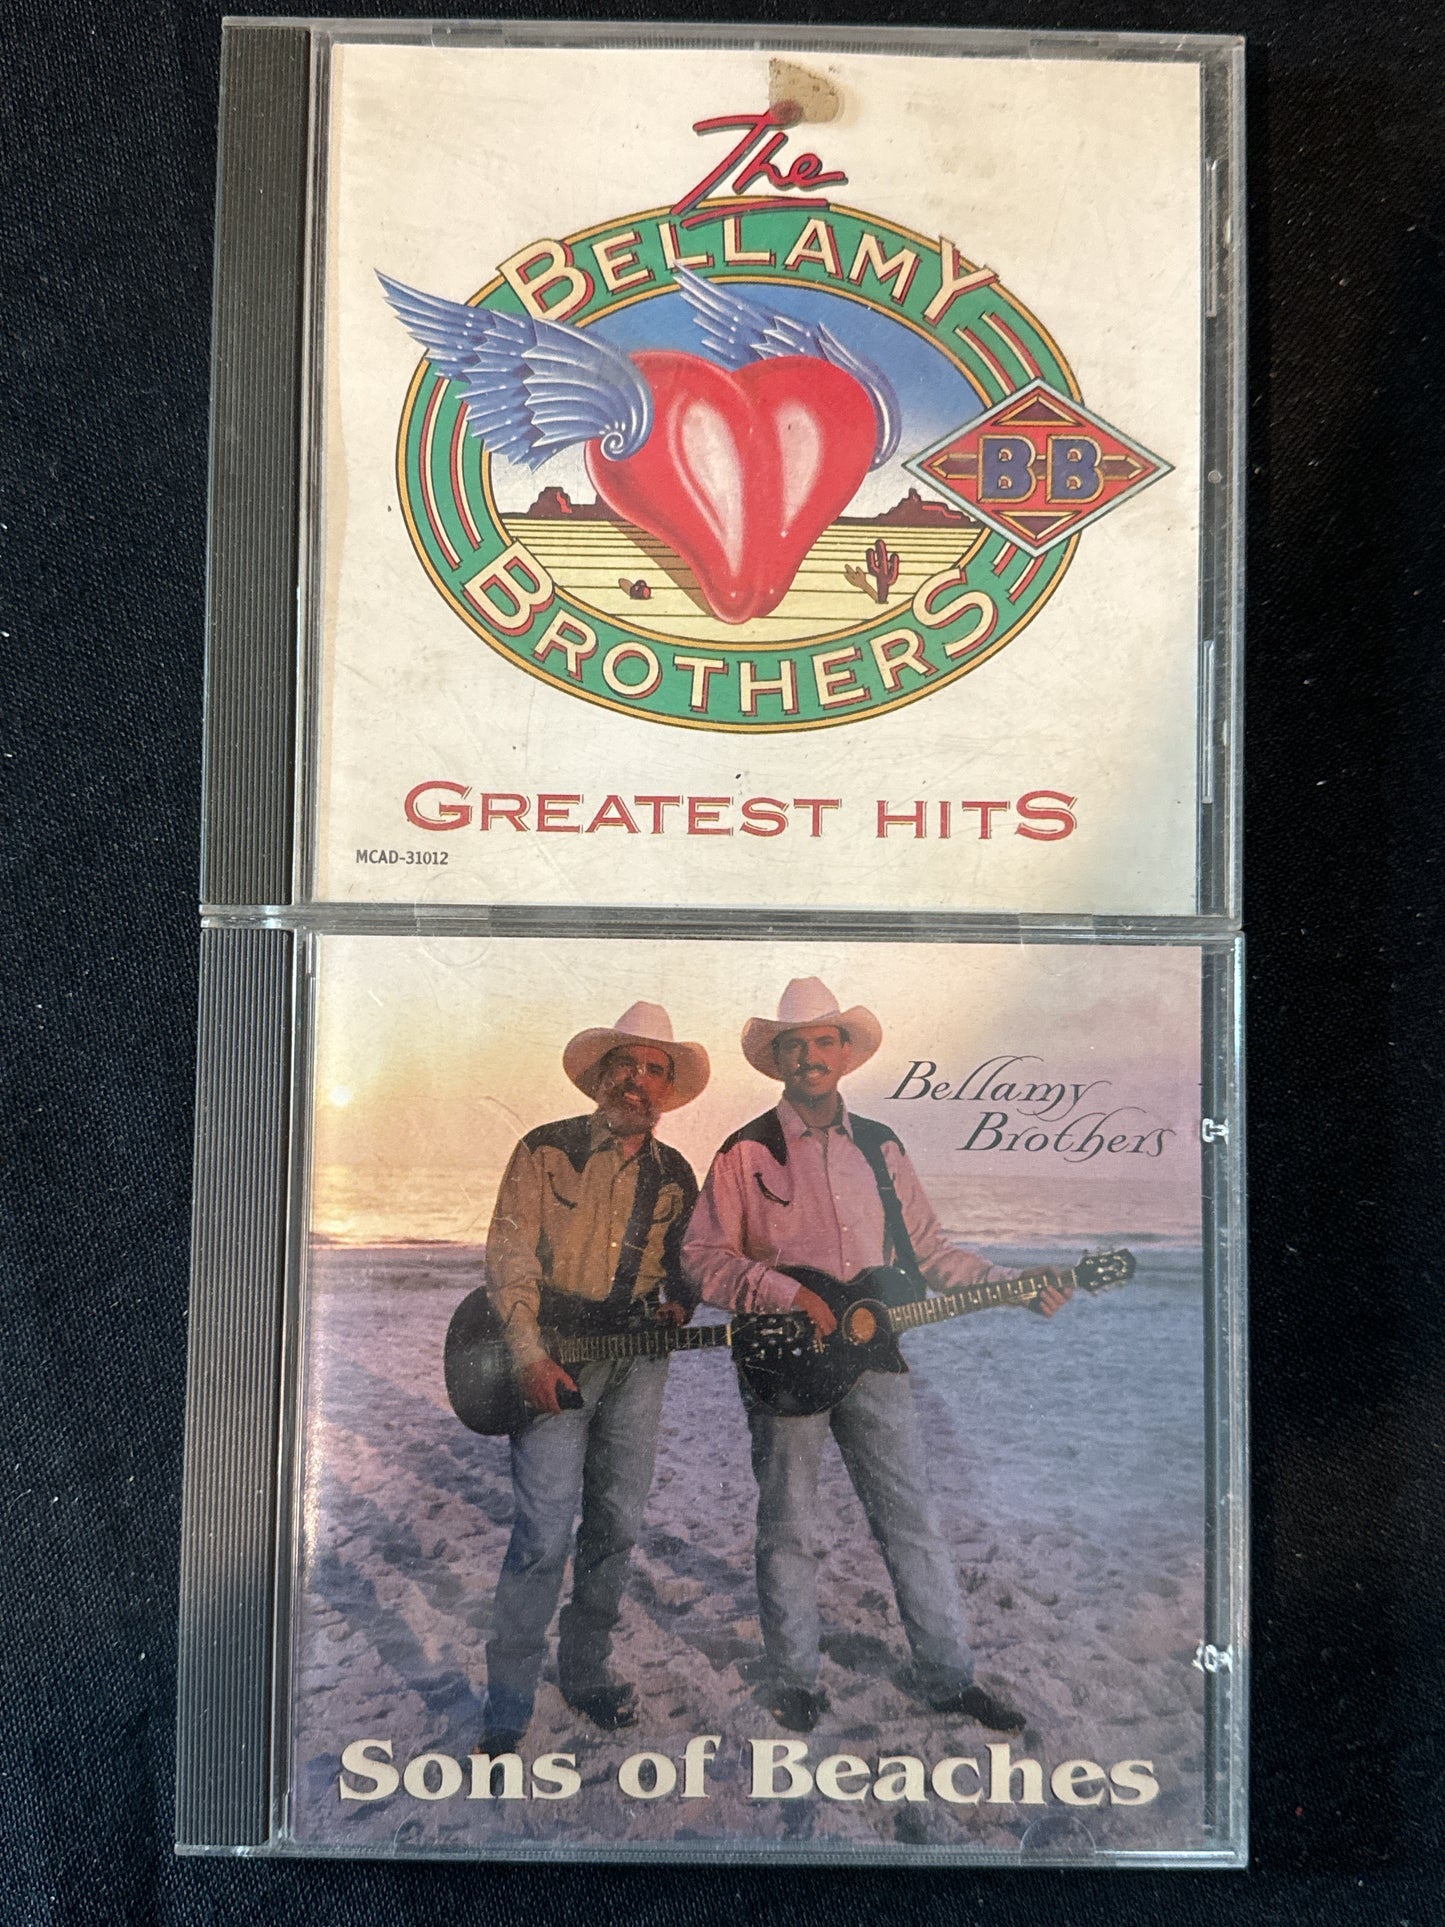 The
BELLAMY
B-B
BROTHERS
GREATEST HITS
MCAD-31012
Bellamy
Brothers
Sons of Beaches